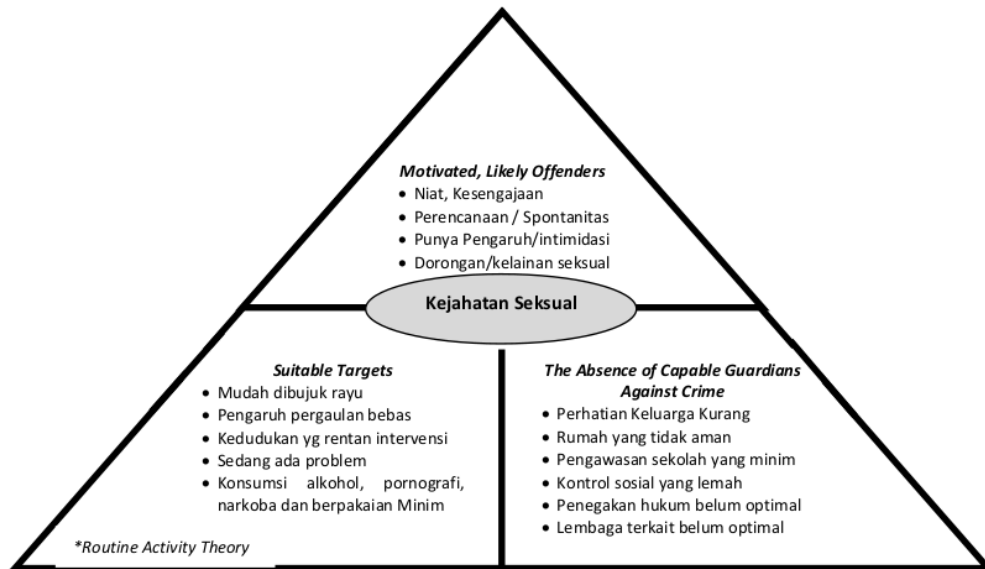 Motivated, Likely Offenders
• Niat, Kesengajaan
• Perencanaan / Spontanitas
• Punya Pengaruh/intimidasi
• Dorongan/kelainan seksual
Kejahatan Seksual
Suitable Targets
• Mudah dibujuk rayu
• Pengaruh pergaulan bebas
• Kedudukan yg rentan intervensi
• Sedang ada problem
• Konsumsi alkohol, pornografi,
narkoba dan berpakaian Minim
The Absence of Capable Guardians
Against Crime
• Perhatian Keluarga Kurang
• Rumah yang tidak aman
• Pengawasan sekolah yang minim
• Kontrol sosial yang lemah
• Penegakan hukum belum optimal
• Lembaga terkait belum optimal
*Routine Activity Theory